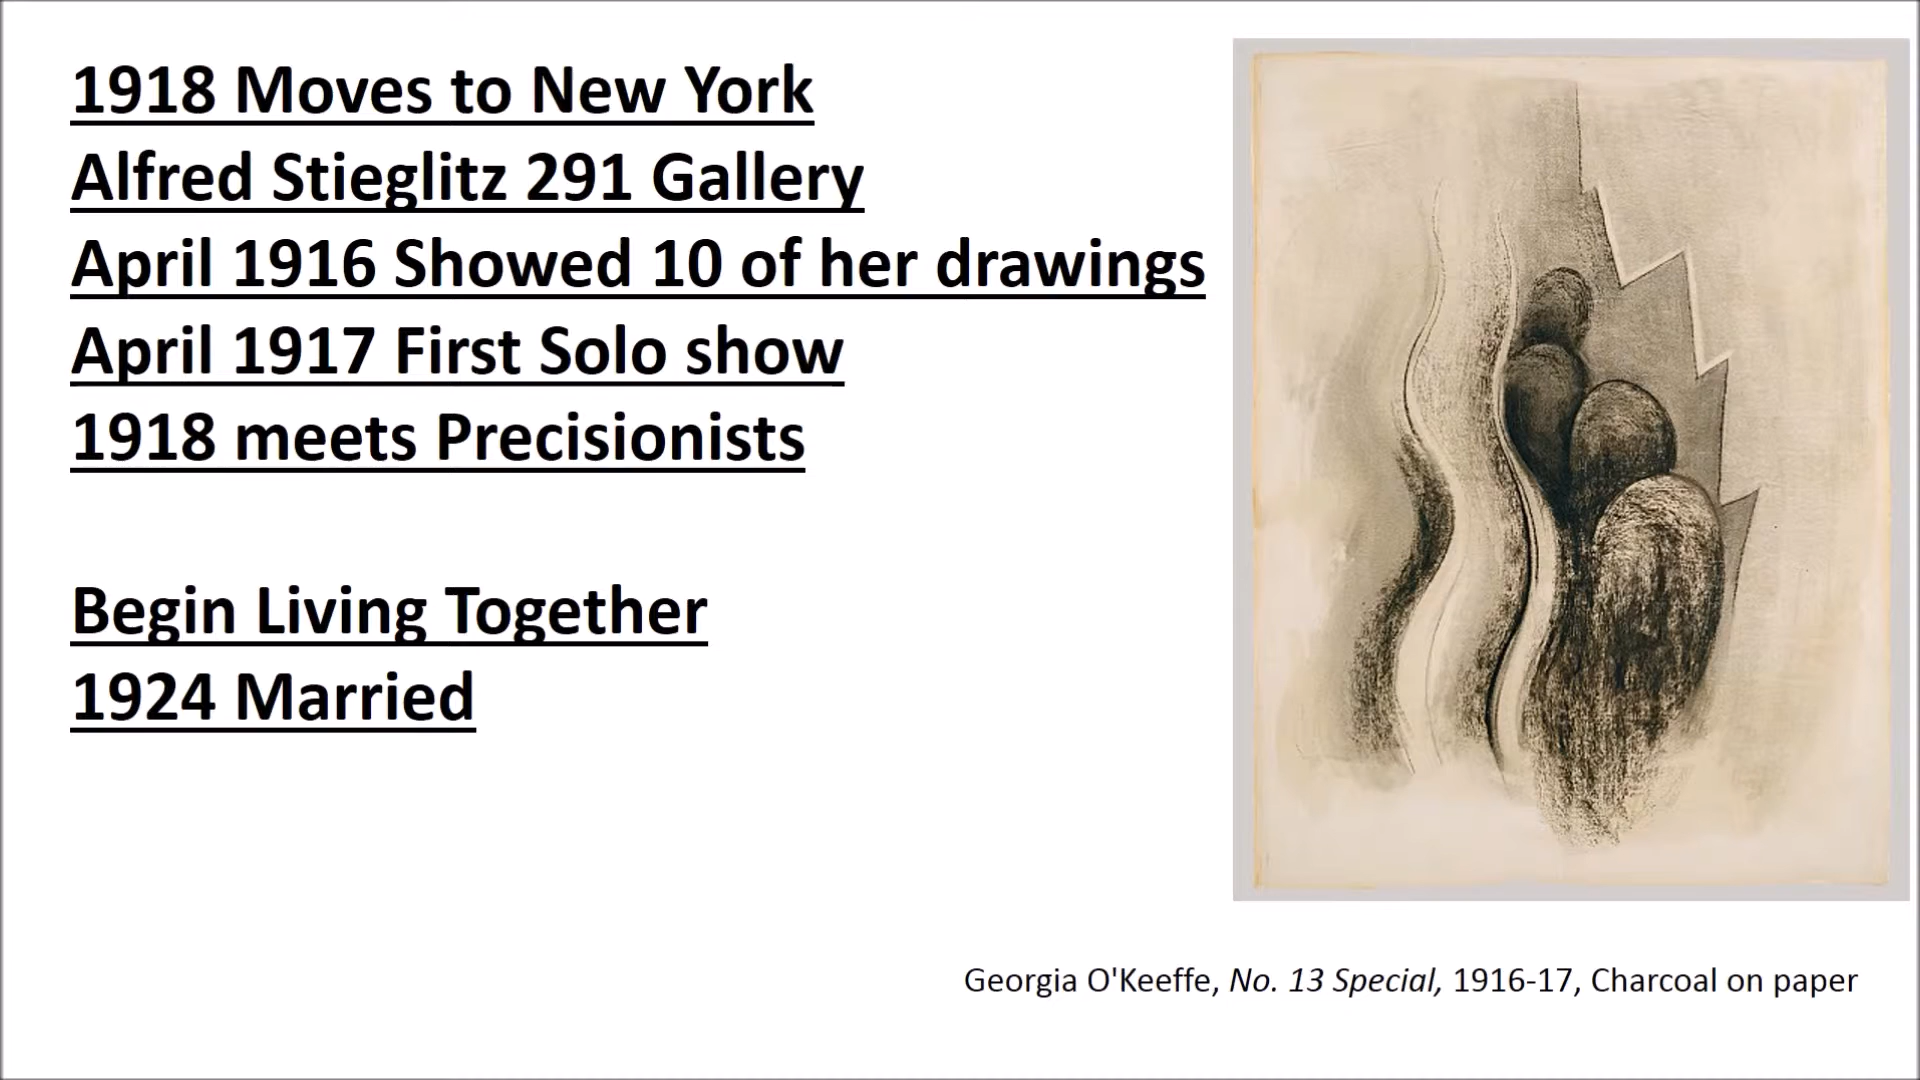 1918 Moves to New York
Alfred Stieglitz 291 Gallery
April 1916 Showed 10 of her drawings
April 1917 First Solo show
1918 meets Precisionists
Begin Living Together
1924 Married
Georgia O'Keeffe, No. 13 Special, 1916-17, Charcoal on paper